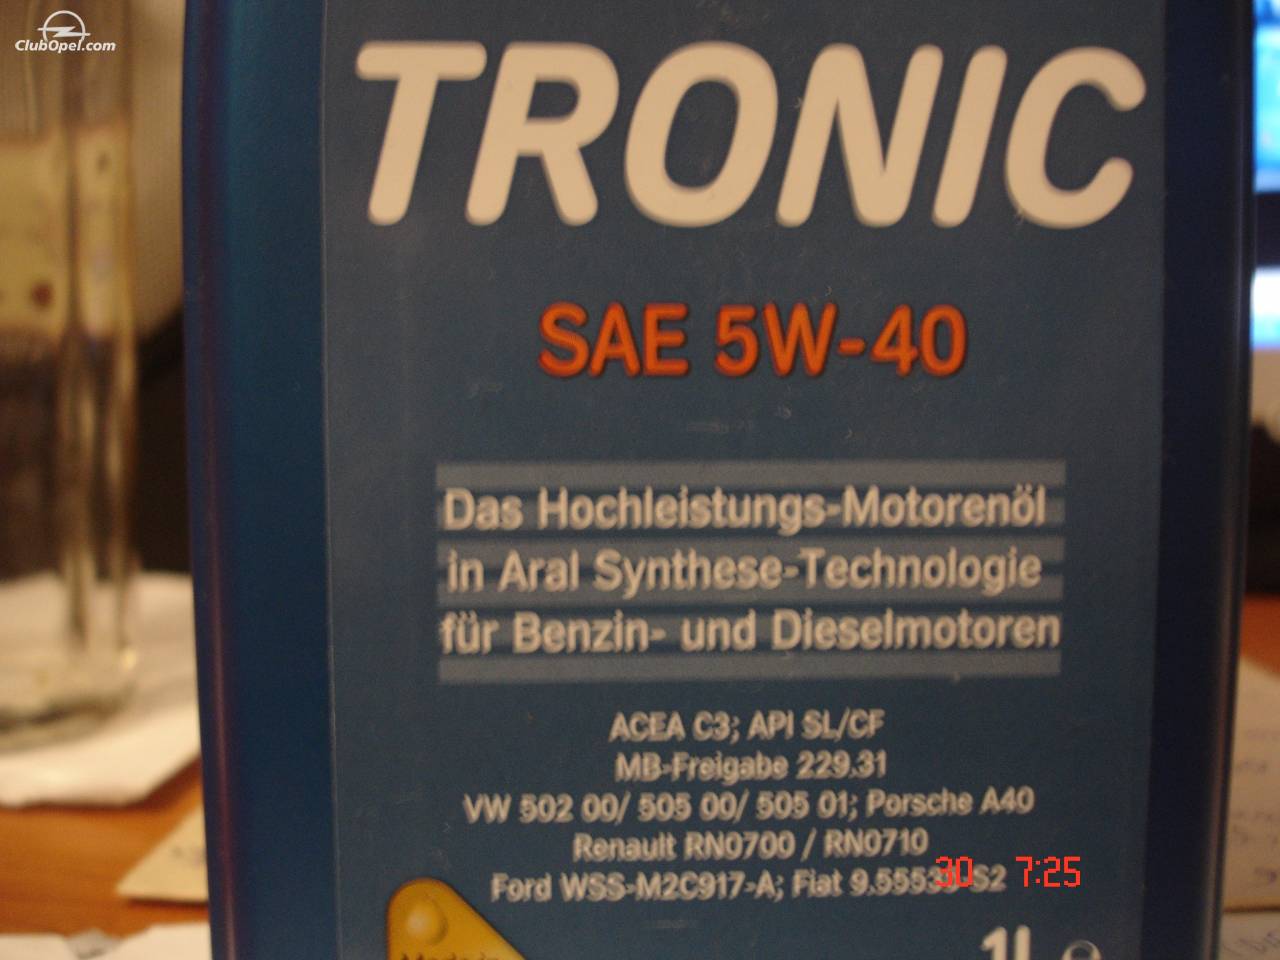 ClubOpel.com
TRONIC
SAE 5W-40
Das Hochleistungs-Motorenöl
in Aral Synthese-Technologie
für Benzin- und Dieselmotoren
ACEA C3; API SL/CF
MB-Freigabe 229.31
VW 502 00/ 505 00/ 505 01; Porsche A40
Renault RN0700 / RN0710
Ford WSS-M2C917-A; Fiat S2
30 7:25
1L